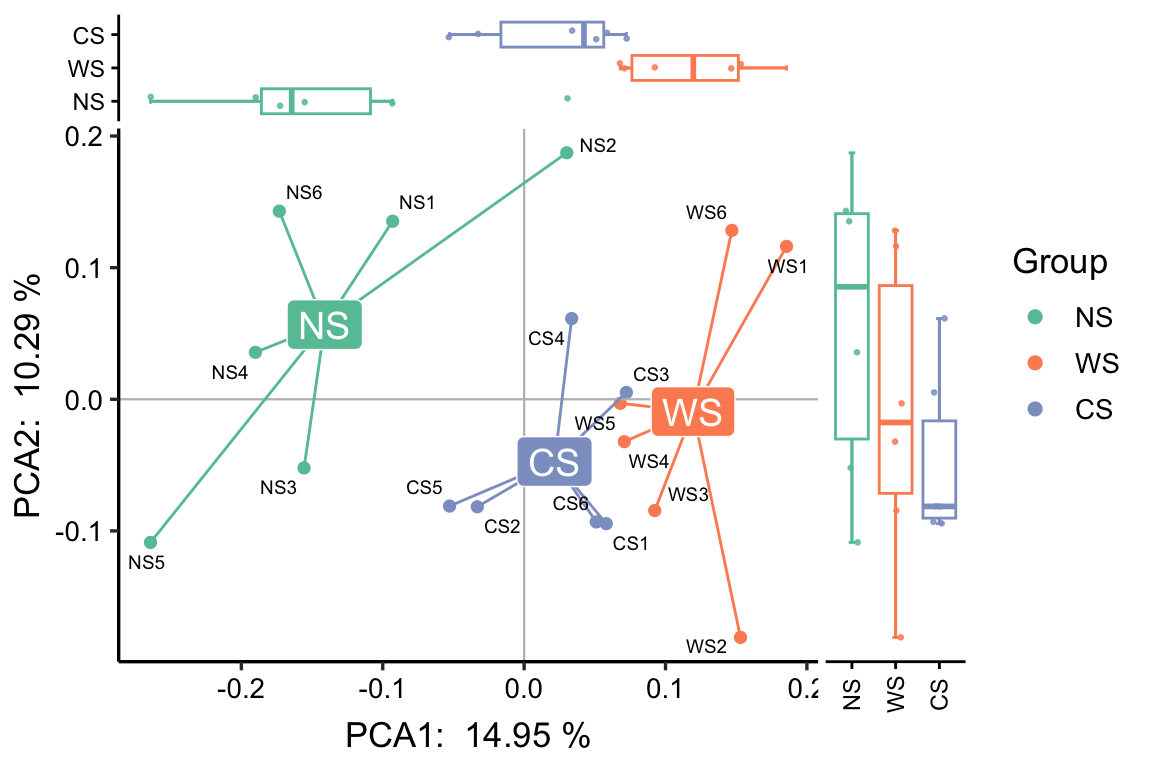 CS
WS
NS
0.2
0.1
0.0
-0.1
PCA2:  10.29 %
NS2
NS6
NS1
WS6
WS1
NS
CS4
NS4
CS3
WS
WS5
CS
WS4
NS3
CS5
CS6
WS3
CS2
CS1
NS5
WS2
-0.2
-0.1
0.0
0.1
0.2
PCA1:  14.95 %
NS
WS
CS
Group
NS
WS
CS